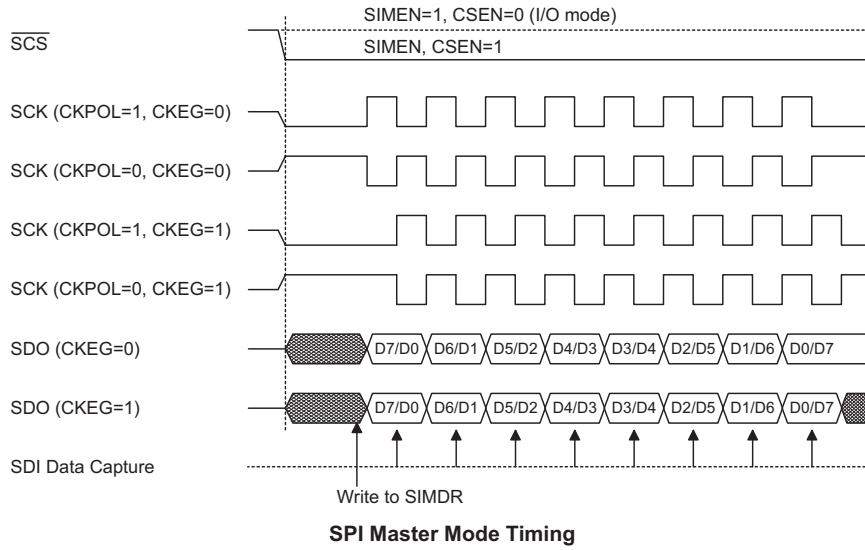 SIMEN=1, CSEN=0 (I/O mode)
SCS
SIMEN, CSEN=1
SCK (CKPOL=1, CKEG=0)
SCK (CKPOL=0, CKEG=0)
SCK (CKPOL=1, CKEG=1)
SCK (CKPOL=0, CKEG=1)
SDO (CKEG=0) D7/D0 D6/D1 D5/D2 D4/D3 D3/D4 D2/D5 D1/D6 D0/D7
SDO (CKEG=1) D7/D0 D6/D1 D5/D2 D4/D3 D3/D4 D2/D5 D1/D6 D0/D7
SDI Data Capture
Write to SIMDR
SPI Master Mode Timing